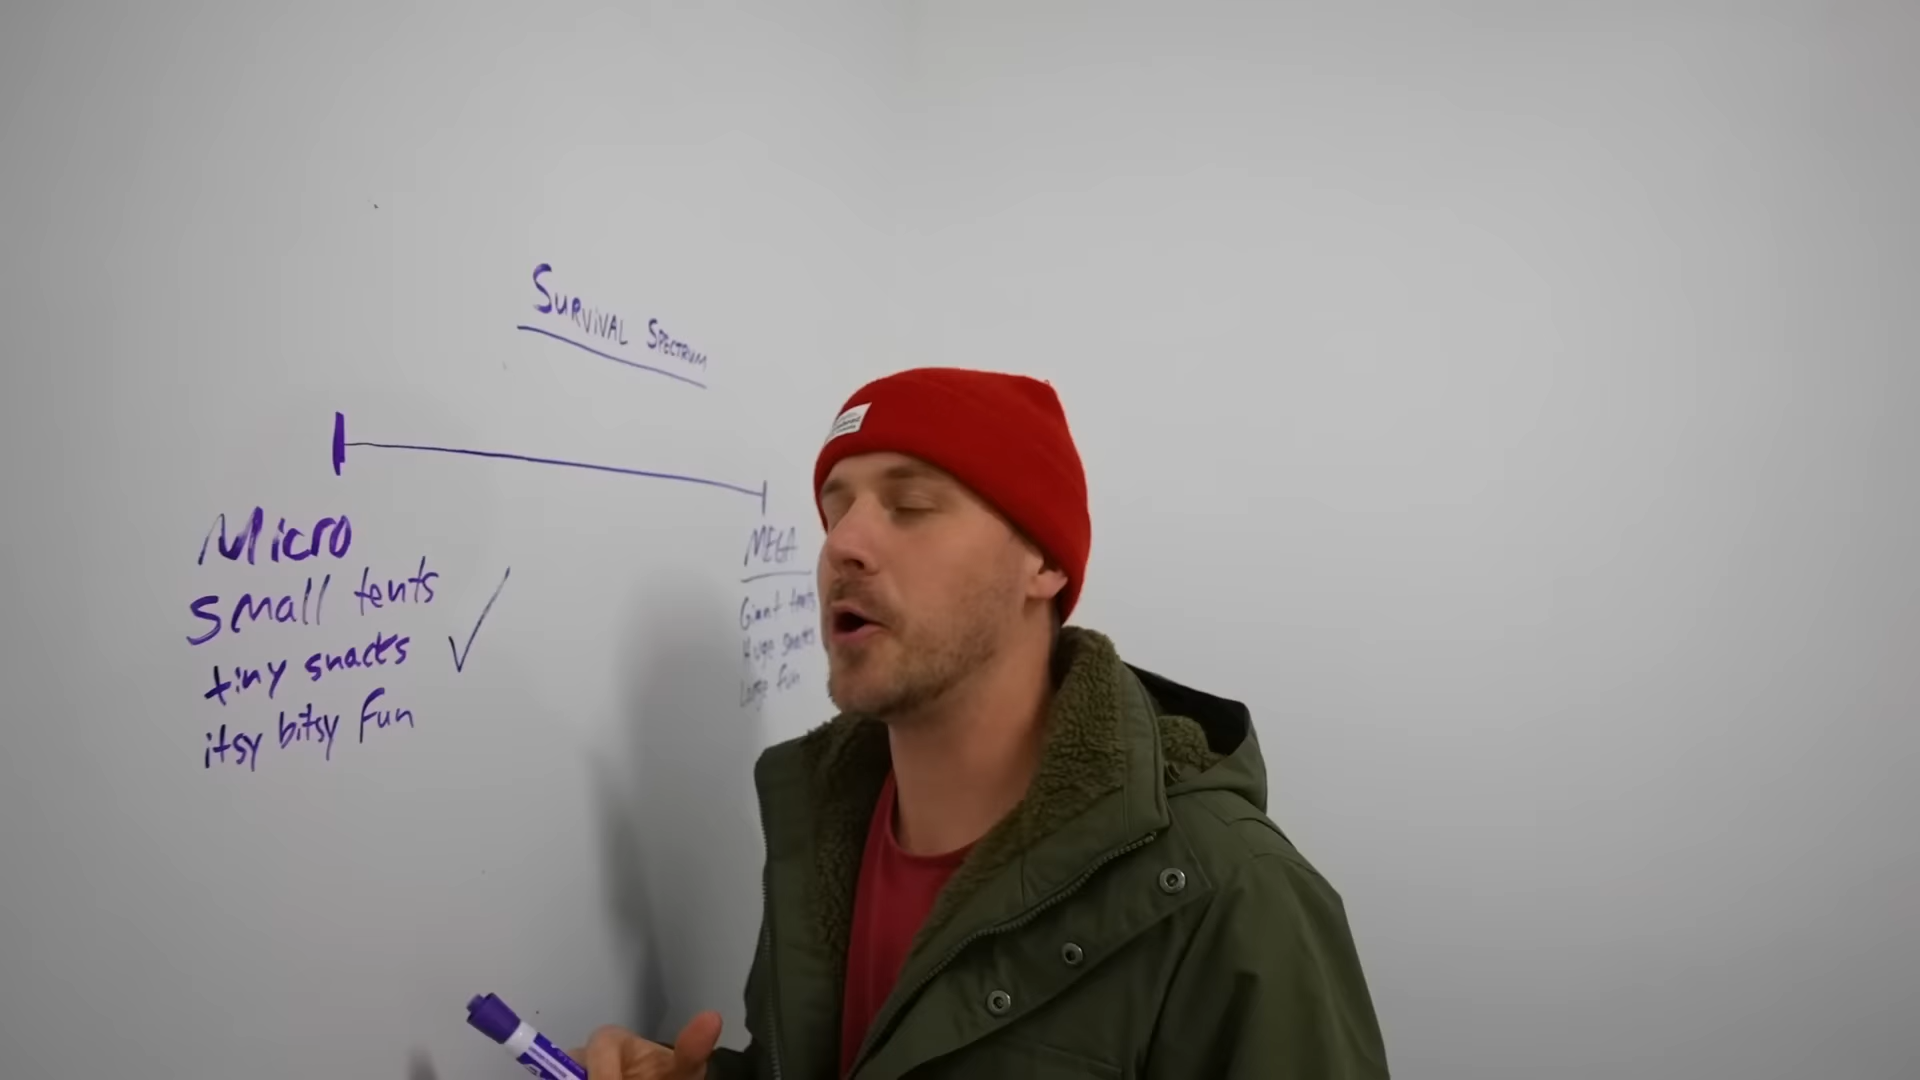 SURVIVAL SPECTRUM
Micro
small tents
tiny snacks
itsy bitsy fun
MEGA
Giant tents
Huge snacks
Large fun